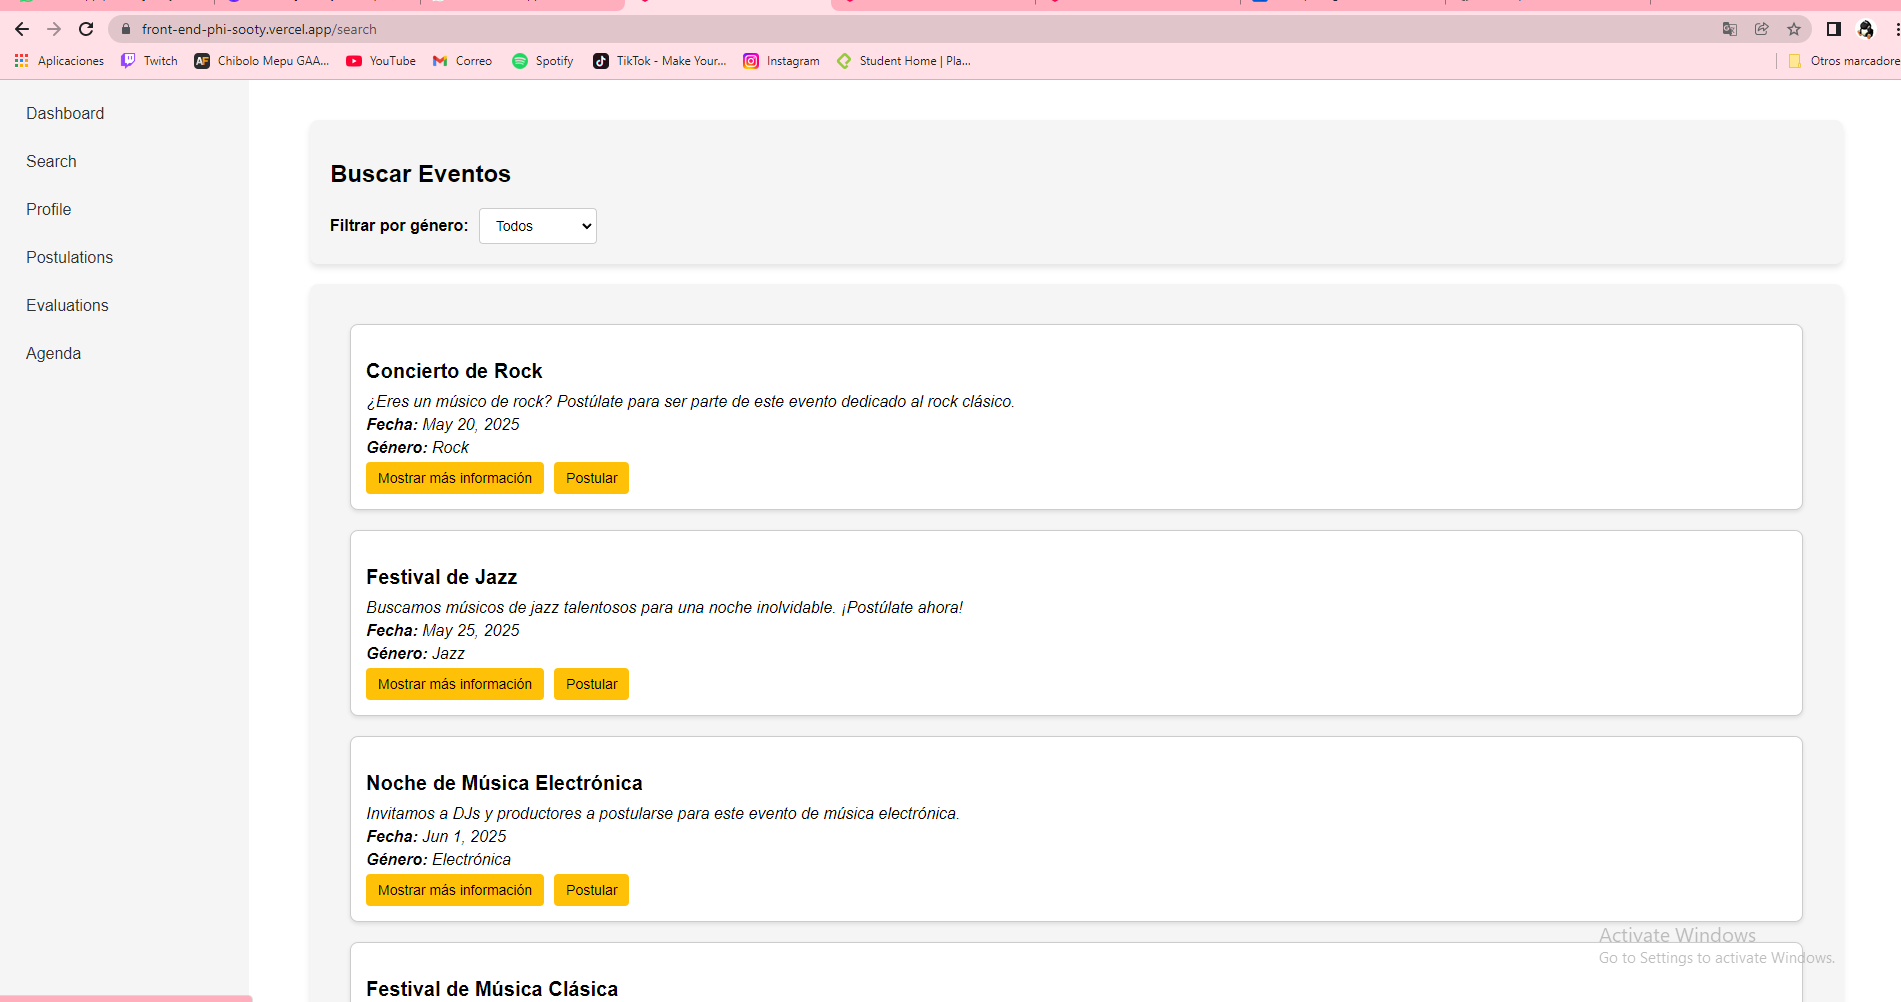 front-end-phi-sooty.vercel.app/search
Aplicaciones Twitch Chibolo Mepu GAA... YouTube Correo Spotify TikTok - Make Your... Instagram Student Home | Pla... Otros marcadore
Dashboard
Search
Profile
Postulations
Evaluations
Agenda
Buscar Eventos
Filtrar por género: Todos
Concierto de Rock
¿Eres un músico de rock? Postúlate para ser parte de este evento dedicado al rock clásico.
Fecha: May 20, 2025
Género: Rock
Mostrar más información Postular
Festival de Jazz
Buscamos músicos de jazz talentosos para una noche inolvidable. ¡Postúlate ahora!
Fecha: May 25, 2025
Género: Jazz
Mostrar más información Postular
Noche de Música Electrónica
Invitamos a DJs y productores a postularse para este evento de música electrónica.
Fecha: Jun 1, 2025
Género: Electrónica
Mostrar más información Postular
Festival de Música Clásica
Activate Windows
Go to Settings to activate Windows.